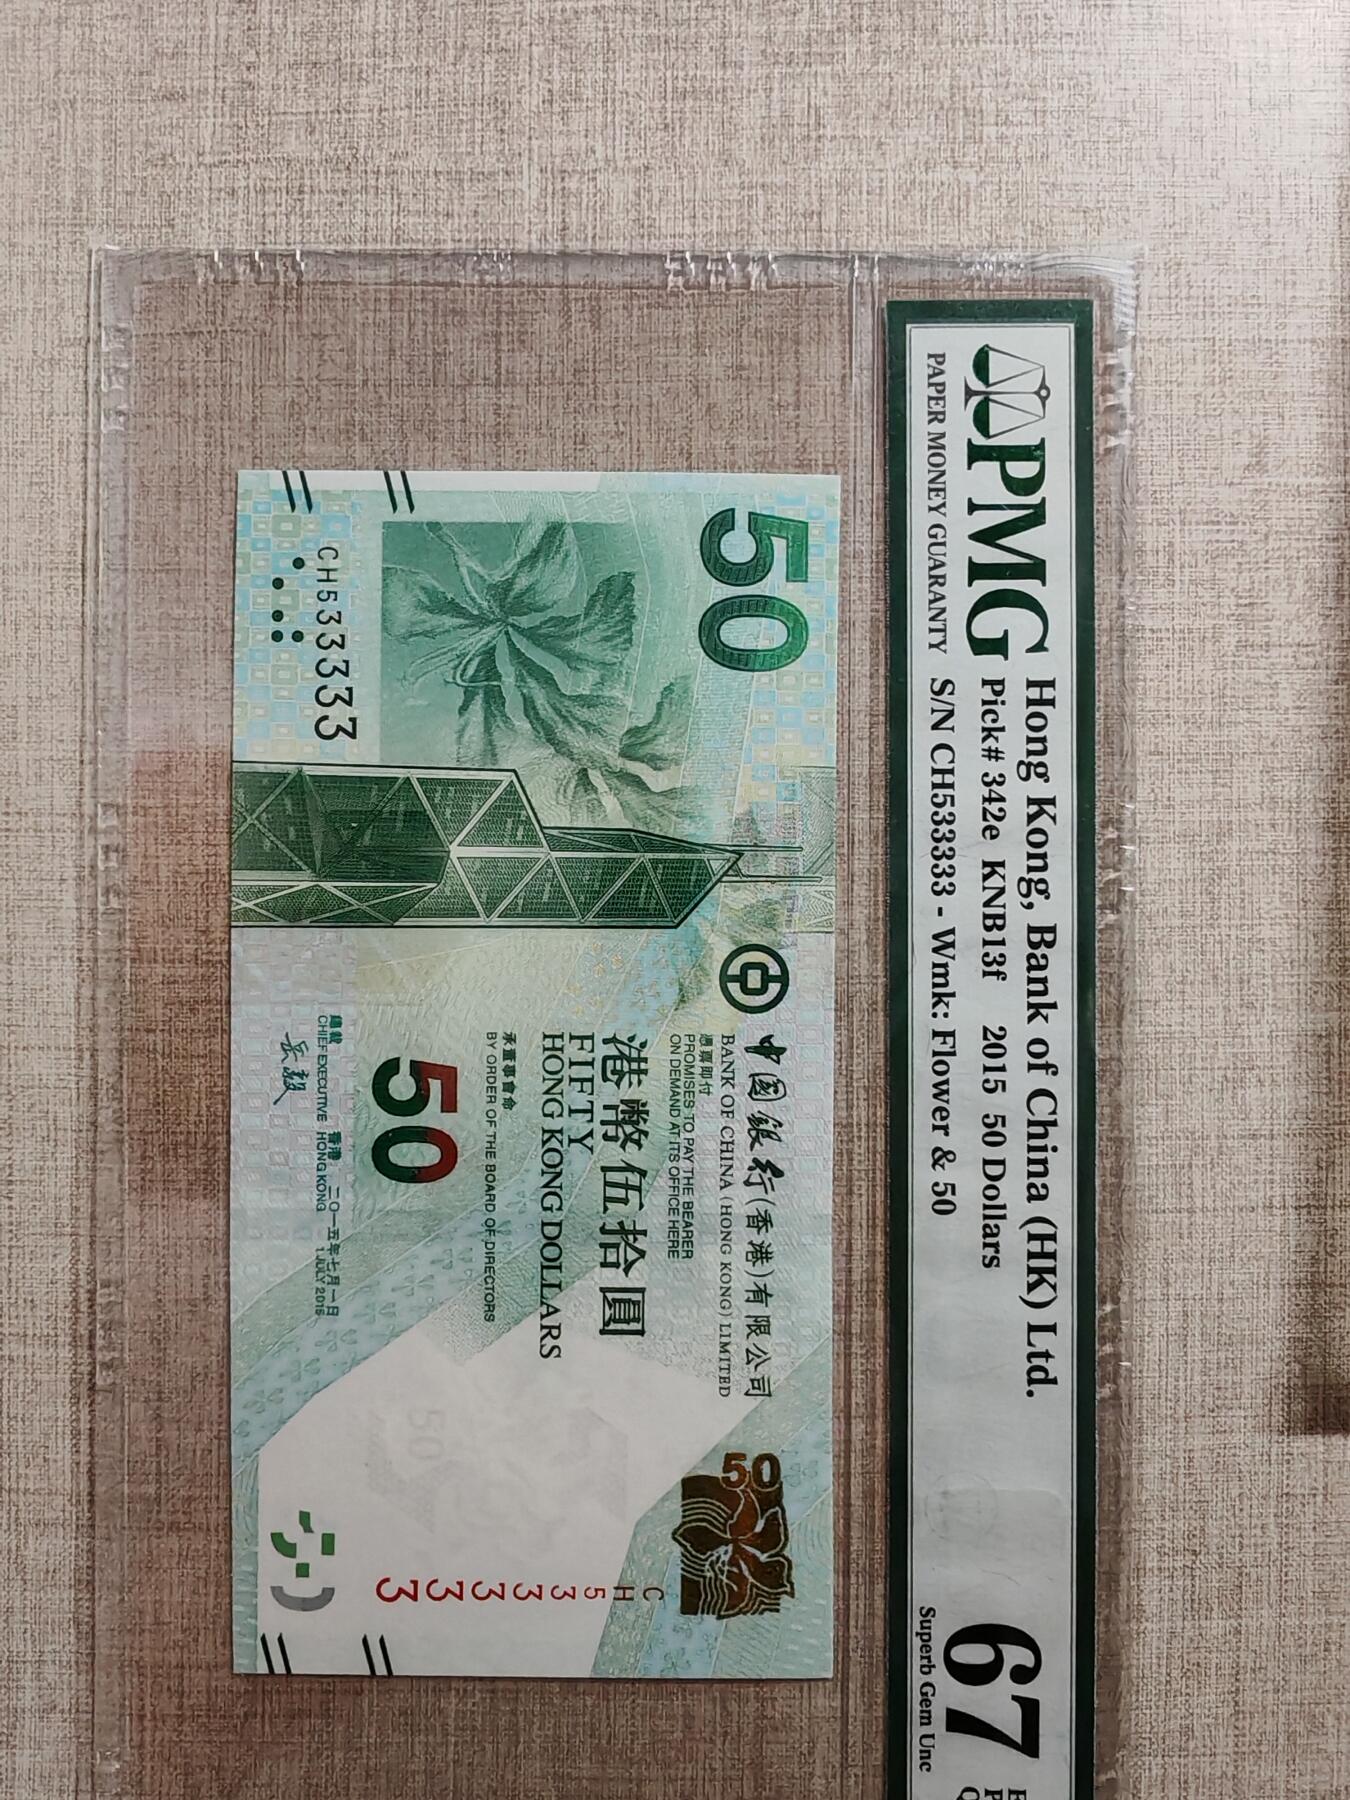 PMG
PAPER MONEY GUARANTY
Hong Kong, Bank of China (HK) Ltd.
Pick# 342e KNB13f 2015 50 Dollars
S/N CH533333 - Wmk: Flower & 50
67
Superb Gem Unc
50
中国银行(香港)有限公司
BANK OF CHINA (HONG KONG) LIMITED
憑票即付
PROMISES TO PAY THE BEARER
ON DEMAND AT ITS OFFICE HERE
港幣伍拾圓
FIFTY
HONG KONG DOLLARS
承董事會命
BY ORDER OF THE BOARD OF DIRECTORS
50
總裁 香港 二〇一五年七月一日
CHIEF EXECUTIVE HONG KONG 1 JULY 2015
岳毅
CH533333
50
CH533333
50